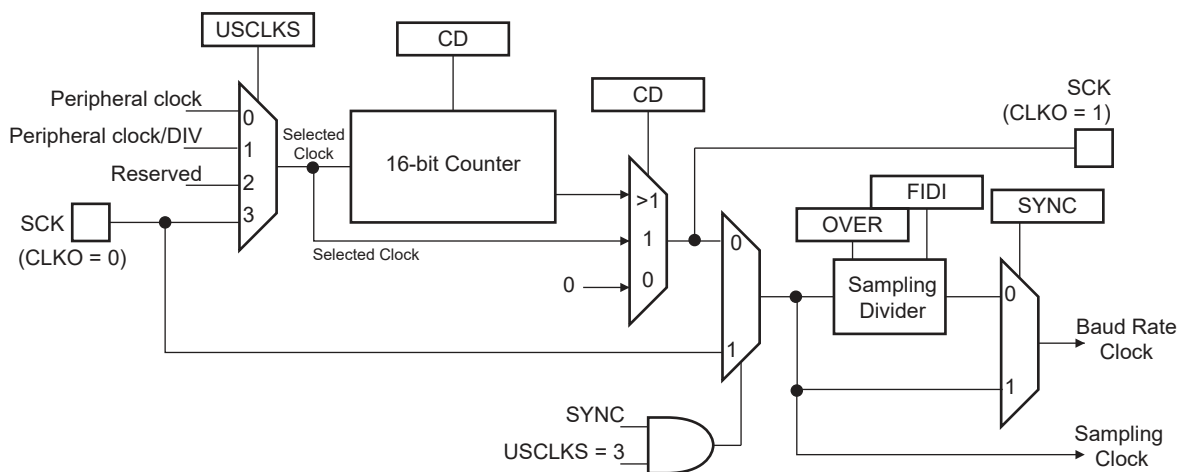 USCLKS
CD
CD
SCK
(CLKO = 1)
Peripheral clock
Peripheral clock/DIV
Reserved
SCK
(CLKO = 0)
0
1
2
3
Selected
Clock
16-bit Counter
Selected Clock
>1
1
0
0
0
1
FIDI
OVER
SYNC
Sampling
Divider
0
1
Baud Rate
Clock
SYNC
USCLKS = 3
Sampling
Clock